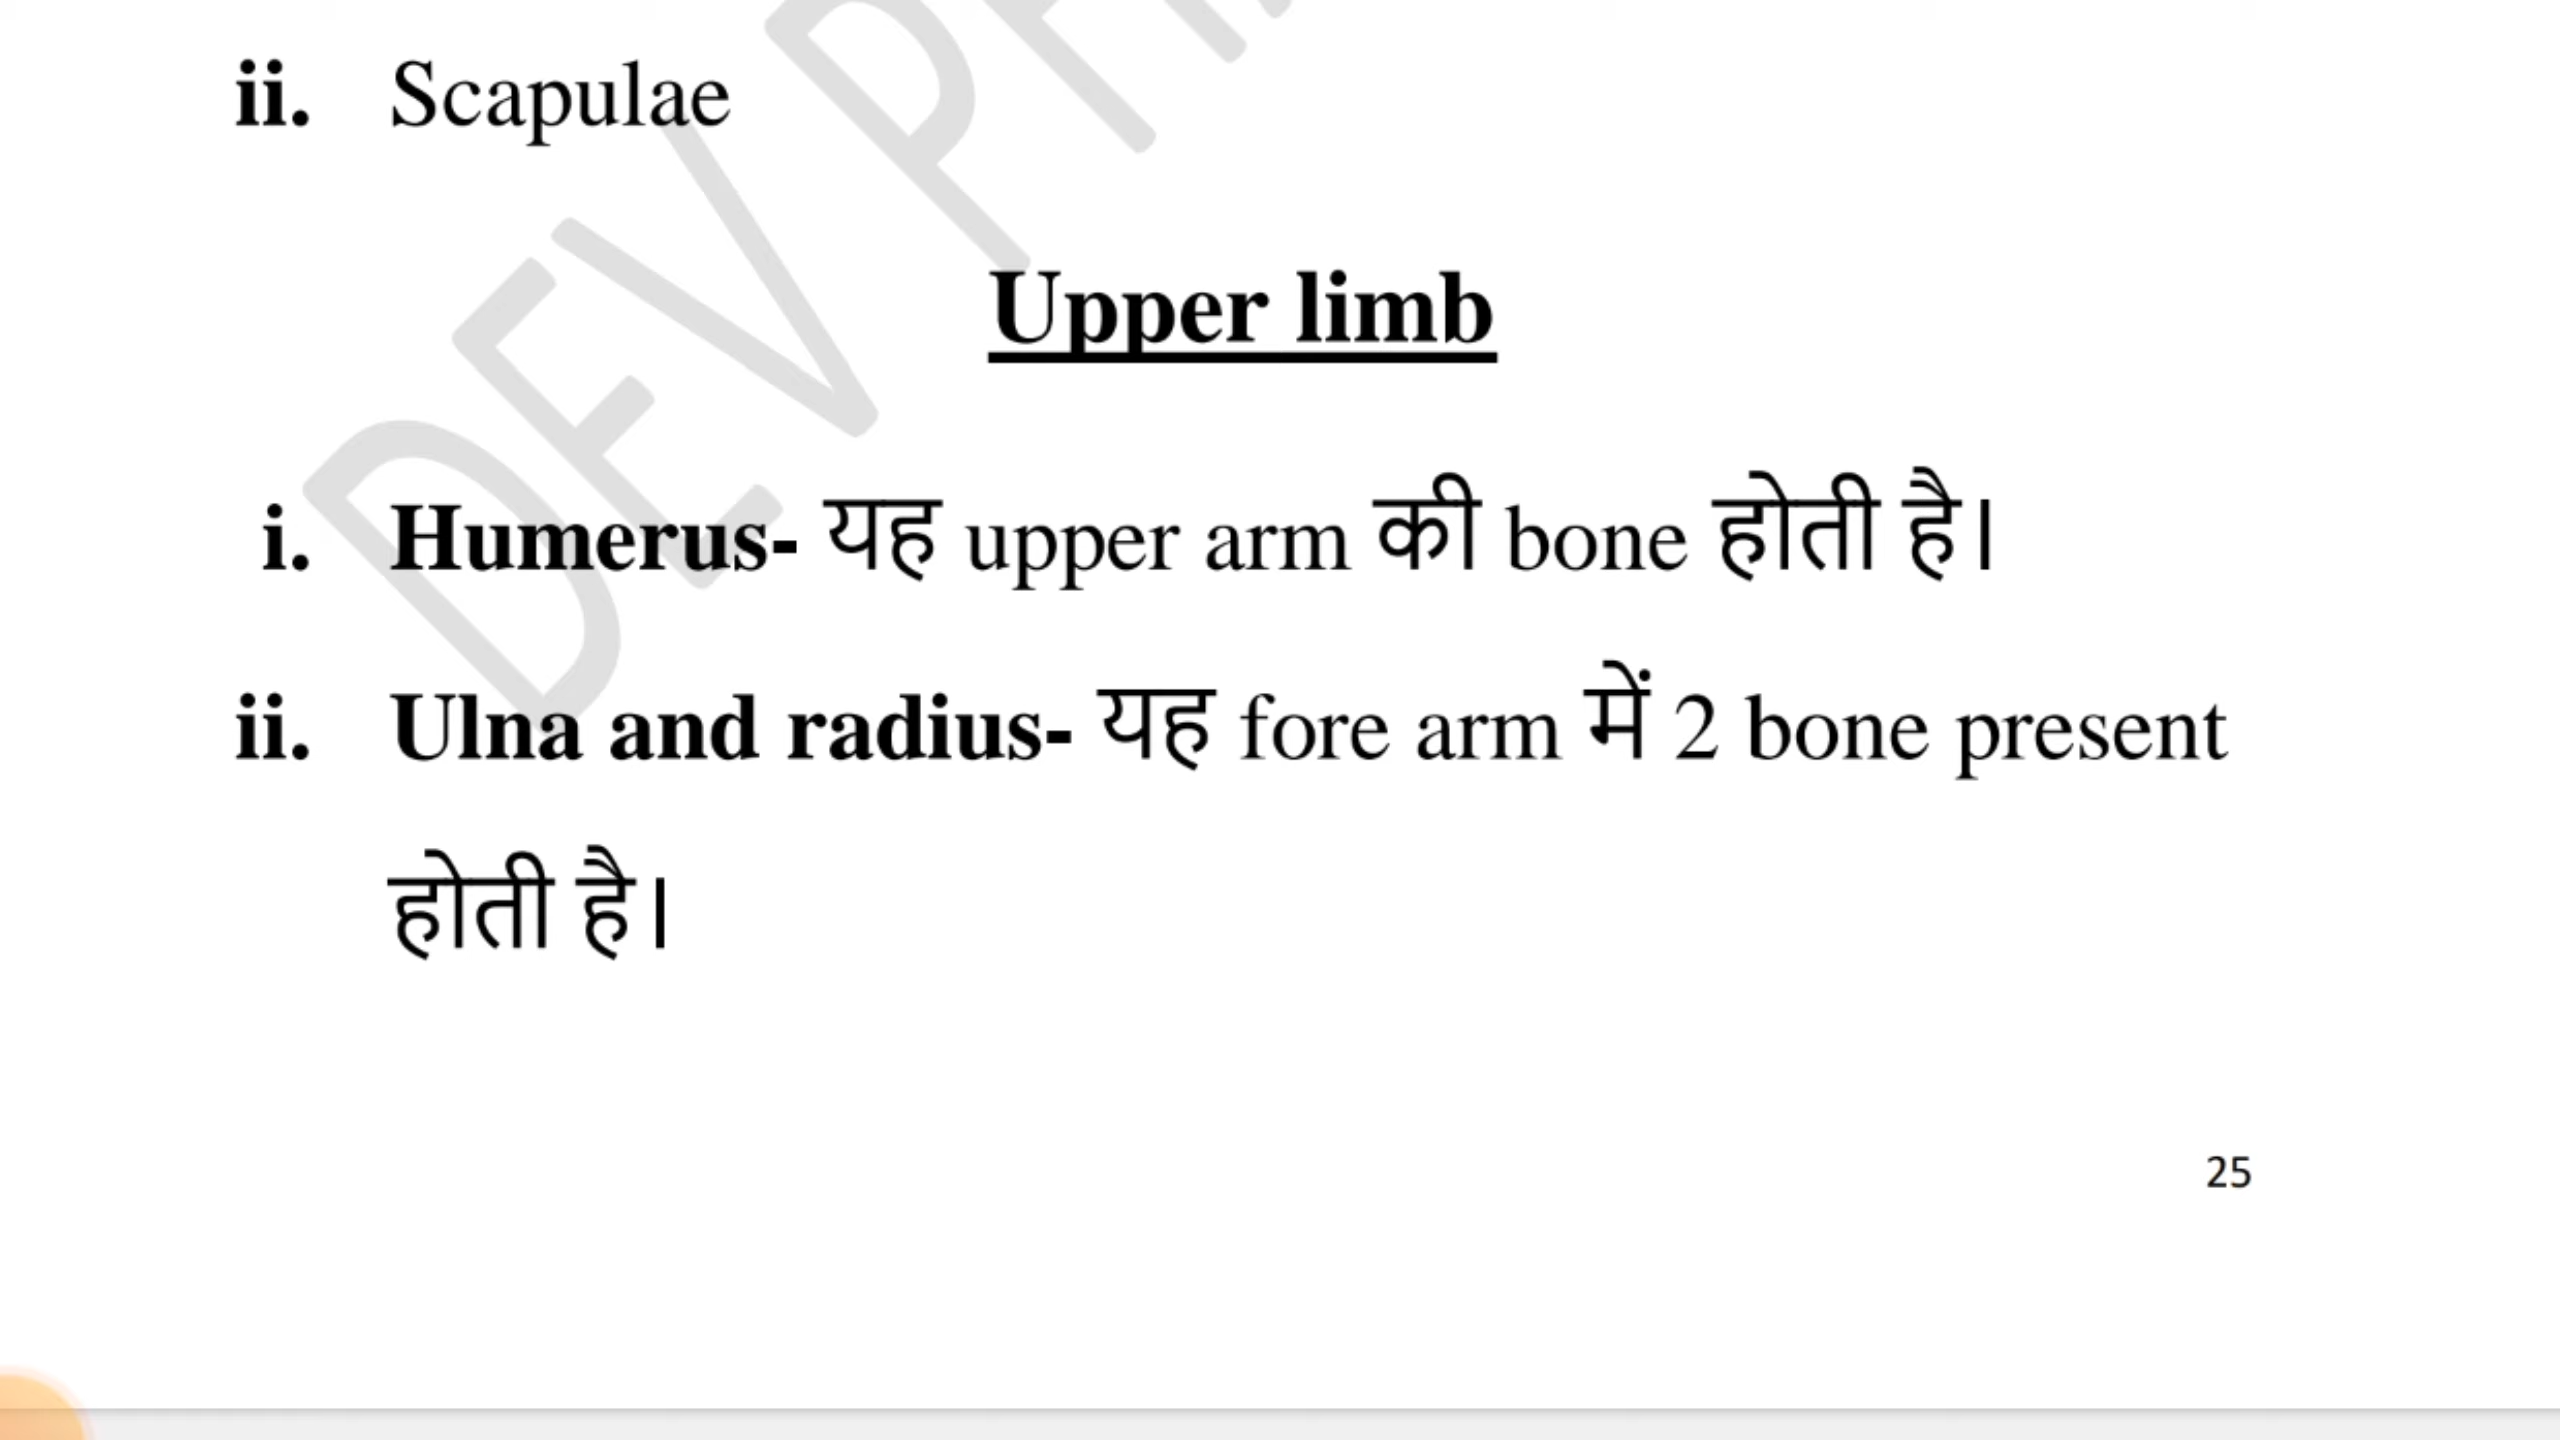 ii. Scapulae
Upper limb
i. Humerus- यह upper arm की bone होती है।
ii. Ulna and radius- यह fore arm में 2 bone present
होती है।
25
DEV